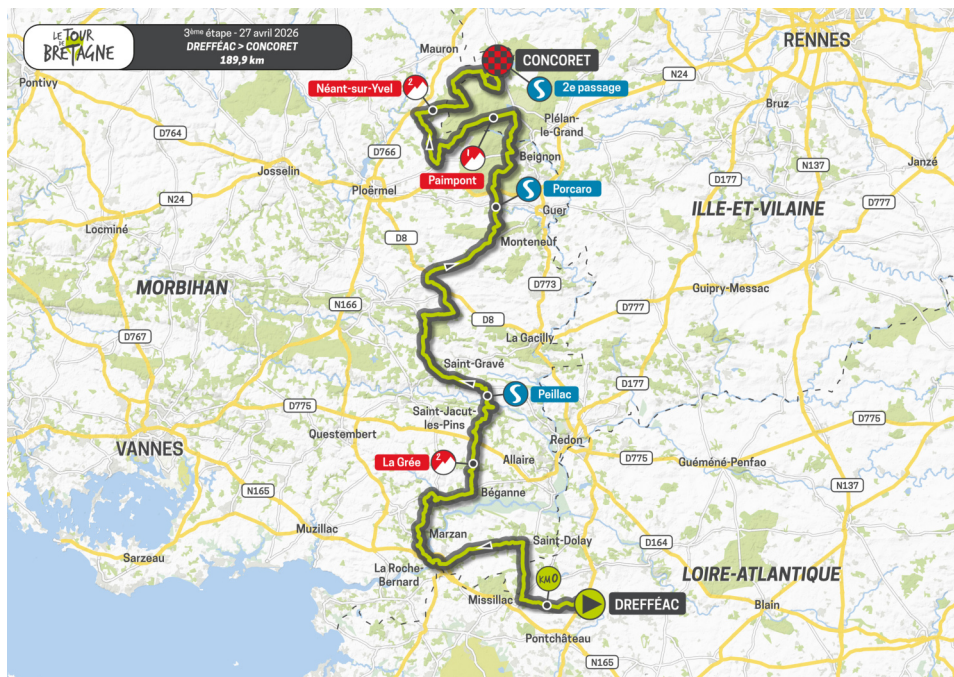 LE TOUR
DE
BRETAGNE
3ème étape - 27 avril 2026
DREFFÉAC > CONCORET
189,9 km
Mauron
CONCORET
RENNES
Pontivy
N24
Néant-sur-Yvel
2
S
2e passage
Bruz
Plélan-
le-Grand
D764
D766
1
Beignon
N137
Janzé
Josselin
Paimpont
D177
Ploërmel
S
Porcaro
N24
Guer
ILLE-ET-VILAINE
D777
Locminé
D8
Monteneuf
MORBIHAN
D773
Guipry-Messac
N166
D777
D8
D767
La Gacilly
Saint-Gravé
D177
S
Peillac
D775
Saint-Jacut-
les-Pins
D775
Questembert
Redon
VANNES
La Grée
2
Allaire
D775
Guéméné-Penfao
N165
Béganne
N137
Muzillac
Marzan
Saint-Dolay
D164
Sarzeau
La Roche-
Bernard
KM 0
LOIRE-ATLANTIQUE
Missillac
DREFFÉAC
Blain
Pontchâteau
N165